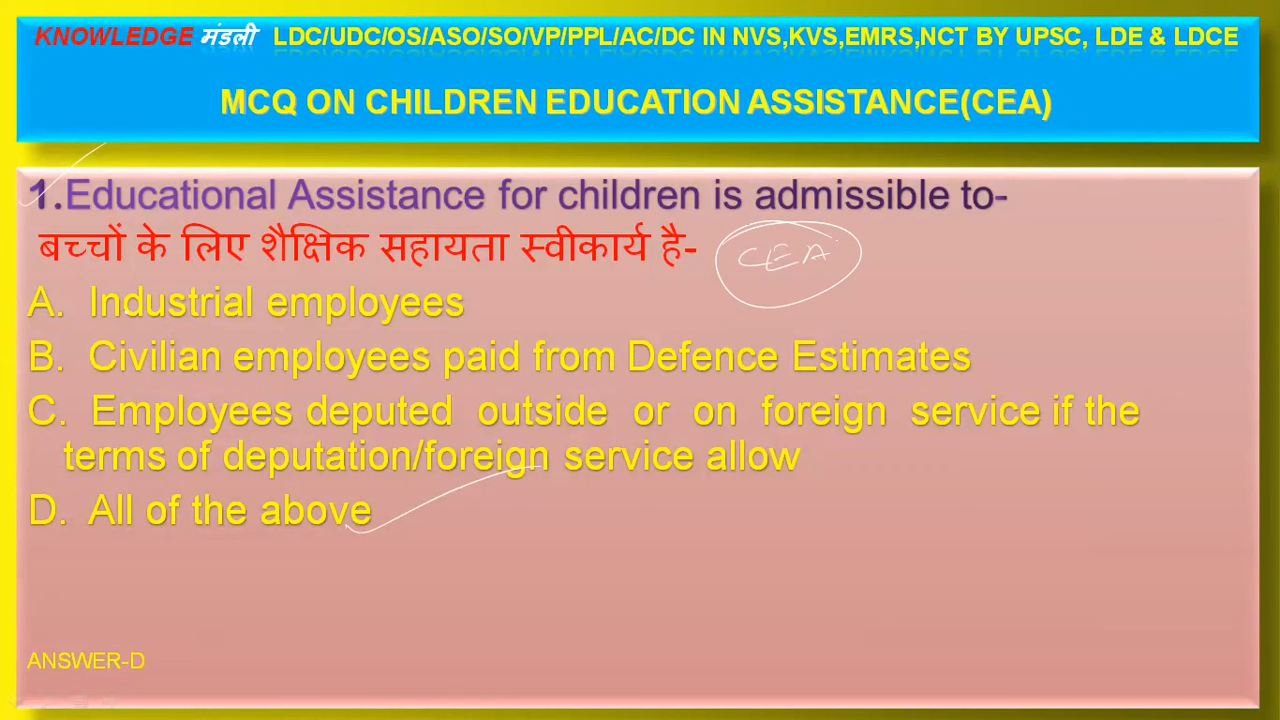 KNOWLEDGE मंडली LDC/UDC/OS/ASO/SO/VP/PPL/AC/DC IN NVS,KVS,EMRS,NCT BY UPSC, LDE & LDCE
MCQ ON CHILDREN EDUCATION ASSISTANCE(CEA)
1.Educational Assistance for children is admissible to-
बच्चों के लिए शैक्षिक सहायता स्वीकार्य है- CEA
A. Industrial employees
B. Civilian employees paid from Defence Estimates
C. Employees deputed outside or on foreign service if the
terms of deputation/foreign service allow
D. All of the above
ANSWER-D